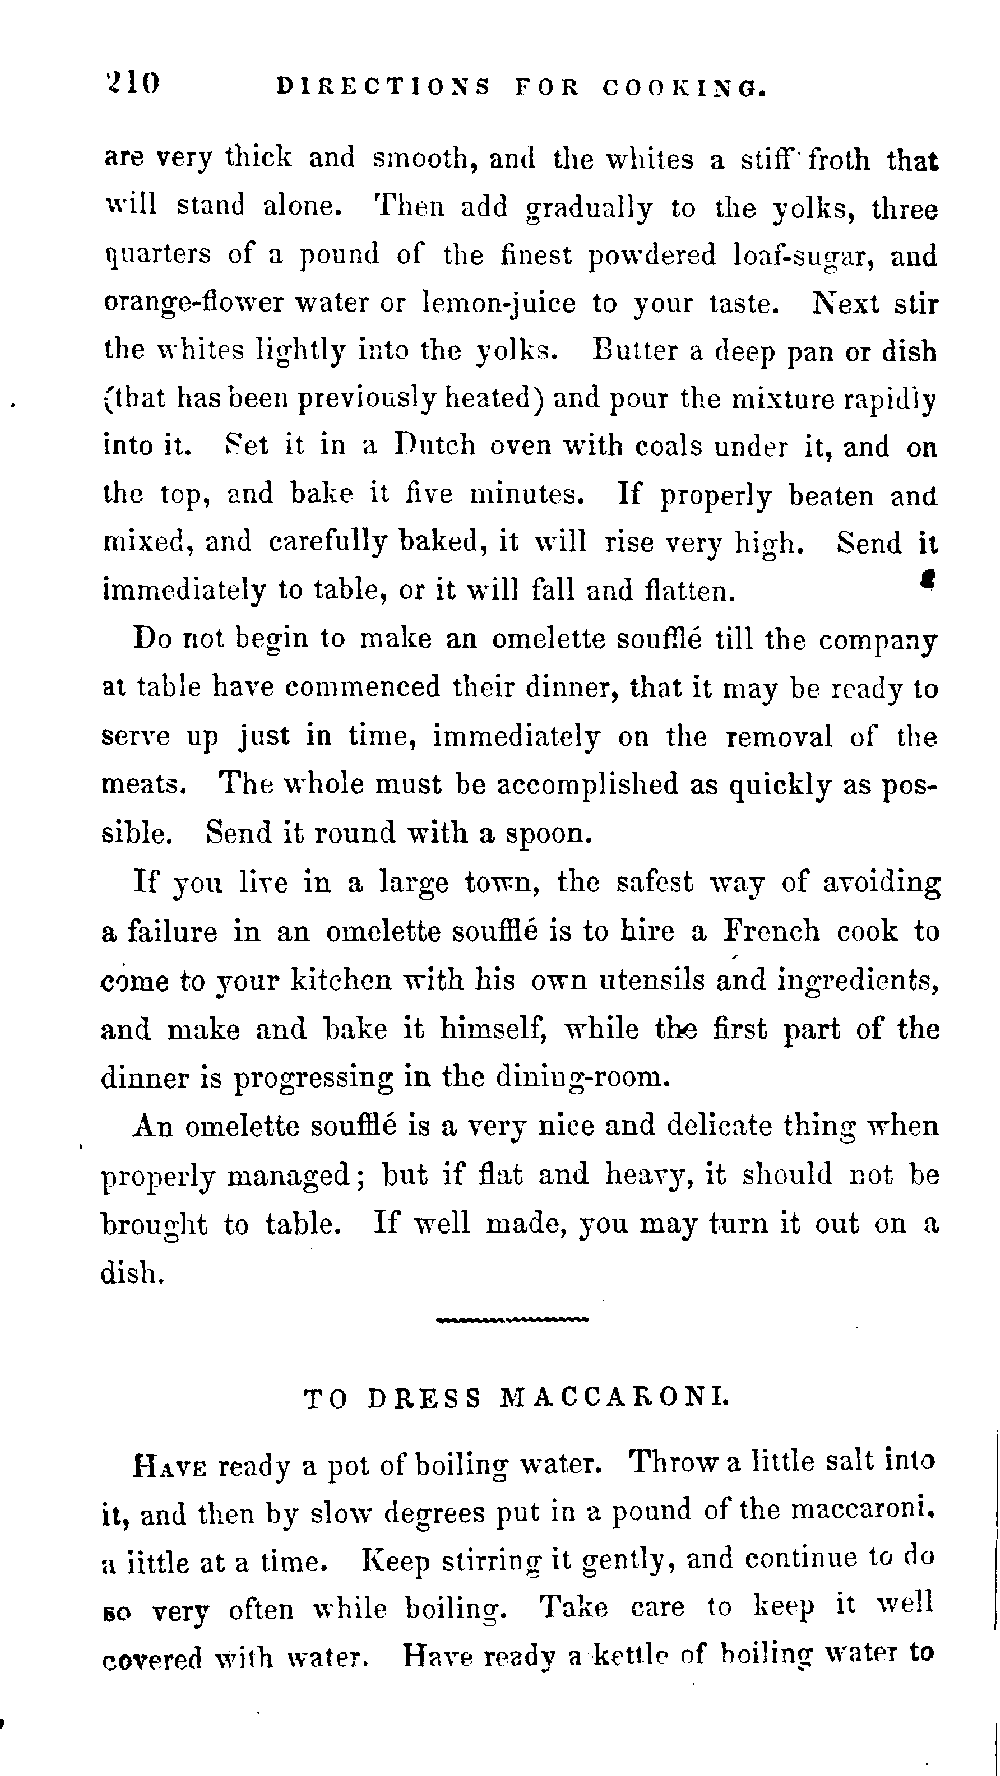 210 DIRECTIONS FOR COOKING.
are very thick and smooth, and the whites a stiff froth that
will stand alone. Then add gradually to the yolks, three
quarters of a pound of the finest powdered loaf-sugar, and
orange-flower water or lemon-juice to your taste. Next stir
the whites lightly into the yolks. Butter a deep pan or dish
(that has been previously heated) and pour the mixture rapidly
into it. Set it in a Dutch oven with coals under it, and on
the top, and bake it five minutes. If properly beaten and
mixed, and carefully baked, it will rise very high. Send it
immediately to table, or it will fall and flatten.
Do not begin to make an omelette soufflé till the company
at table have commenced their dinner, that it may be ready to
serve up just in time, immediately on the removal of the
meats. The whole must be accomplished as quickly as pos-
sible. Send it round with a spoon.
If you live in a large town, the safest way of avoiding
a failure in an omelette soufflé is to hire a French cook to
come to your kitchen with his own utensils and ingredients,
and make and bake it himself, while the first part of the
dinner is progressing in the dining-room.
An omelette soufflé is a very nice and delicate thing when
properly managed; but if flat and heavy, it should not be
brought to table. If well made, you may turn it out on a
dish.
TO DRESS MACCARONI.
HAVE ready a pot of boiling water. Throw a little salt into
it, and then by slow degrees put in a pound of the maccaroni,
a little at a time. Keep stirring it gently, and continue to do
so very often while boiling. Take care to keep it well
covered with water. Have ready a kettle of boiling water to